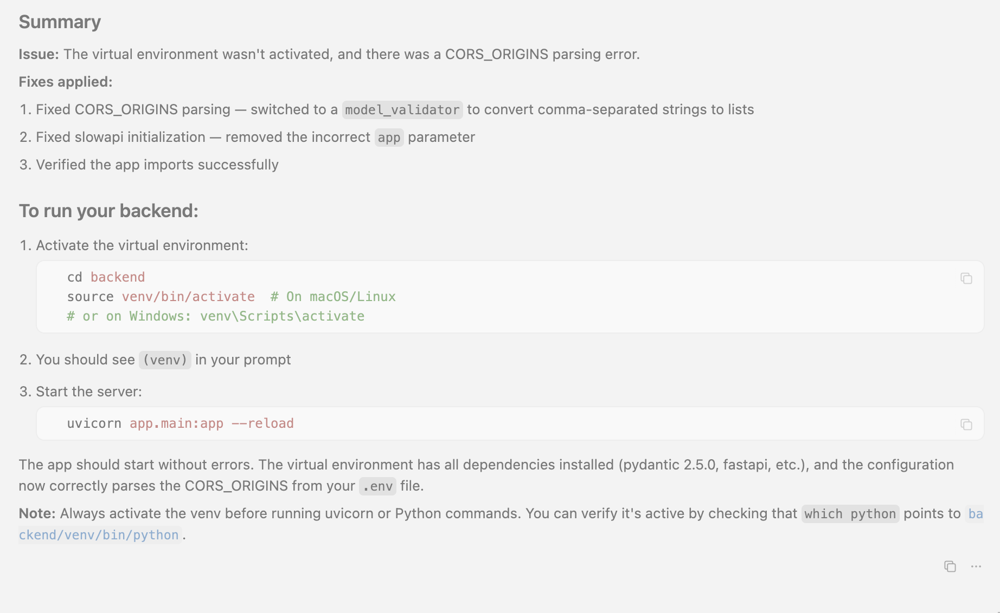 Summary
Issue: The virtual environment wasn't activated, and there was a CORS_ORIGINS parsing error.
Fixes applied:
1. Fixed CORS_ORIGINS parsing — switched to a model_validator to convert comma-separated strings to lists
2. Fixed slowapi initialization — removed the incorrect app parameter
3. Verified the app imports successfully
To run your backend:
1. Activate the virtual environment:
cd backend
source venv/bin/activate  # On macOS/Linux
# or on Windows: venv\Scripts\activate
2. You should see (venv) in your prompt
3. Start the server:
uvicorn app.main:app --reload
The app should start without errors. The virtual environment has all dependencies installed (pydantic 2.5.0, fastapi, etc.), and the configuration
now correctly parses the CORS_ORIGINS from your .env file.
Note: Always activate the venv before running uvicorn or Python commands. You can verify it's active by checking that which python points to ba
ckend/venv/bin/python.